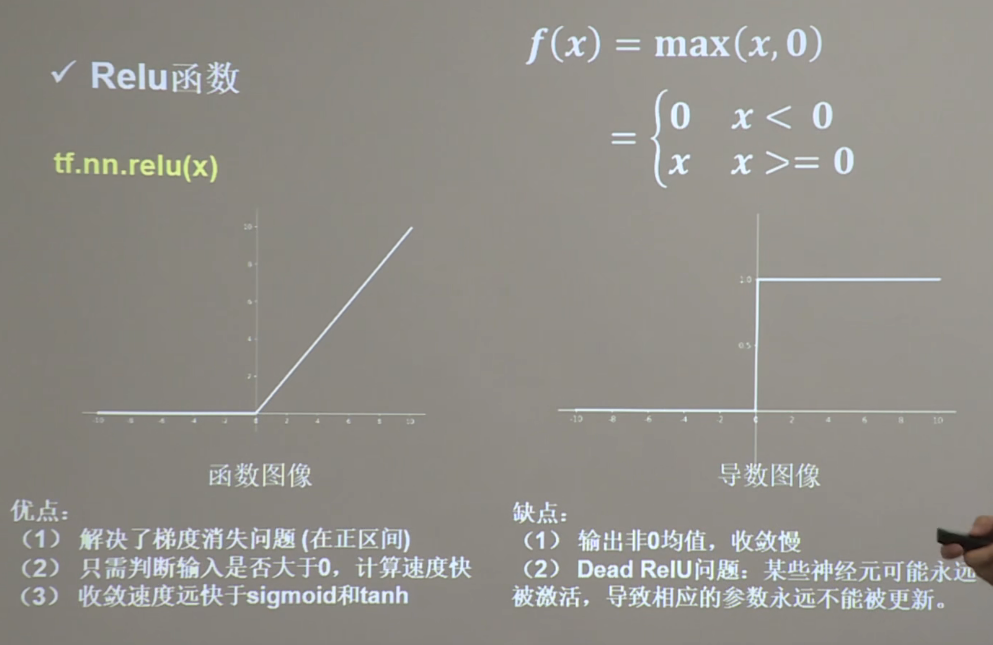 ✓ Relu函数
f(x) = max(x, 0)
= {0 x < 0
x x >= 0
tf.nn.relu(x)
10
8
6
4
2
-10 -8 -6 -4 -2 0 2 4 6 8 10
函数图像
1.0
0.5
-10 -8 -6 -4 -2 0 2 4 6 8 10
导数图像
优点：
（1） 解决了梯度消失问题 (在正区间)
（2） 只需判断输入是否大于0，计算速度快
（3） 收敛速度远快于sigmoid和tanh
缺点：
（1） 输出非0均值，收敛慢
（2） Dead RelU问题：某些神经元可能永远
被激活，导致相应的参数永远不能被更新。